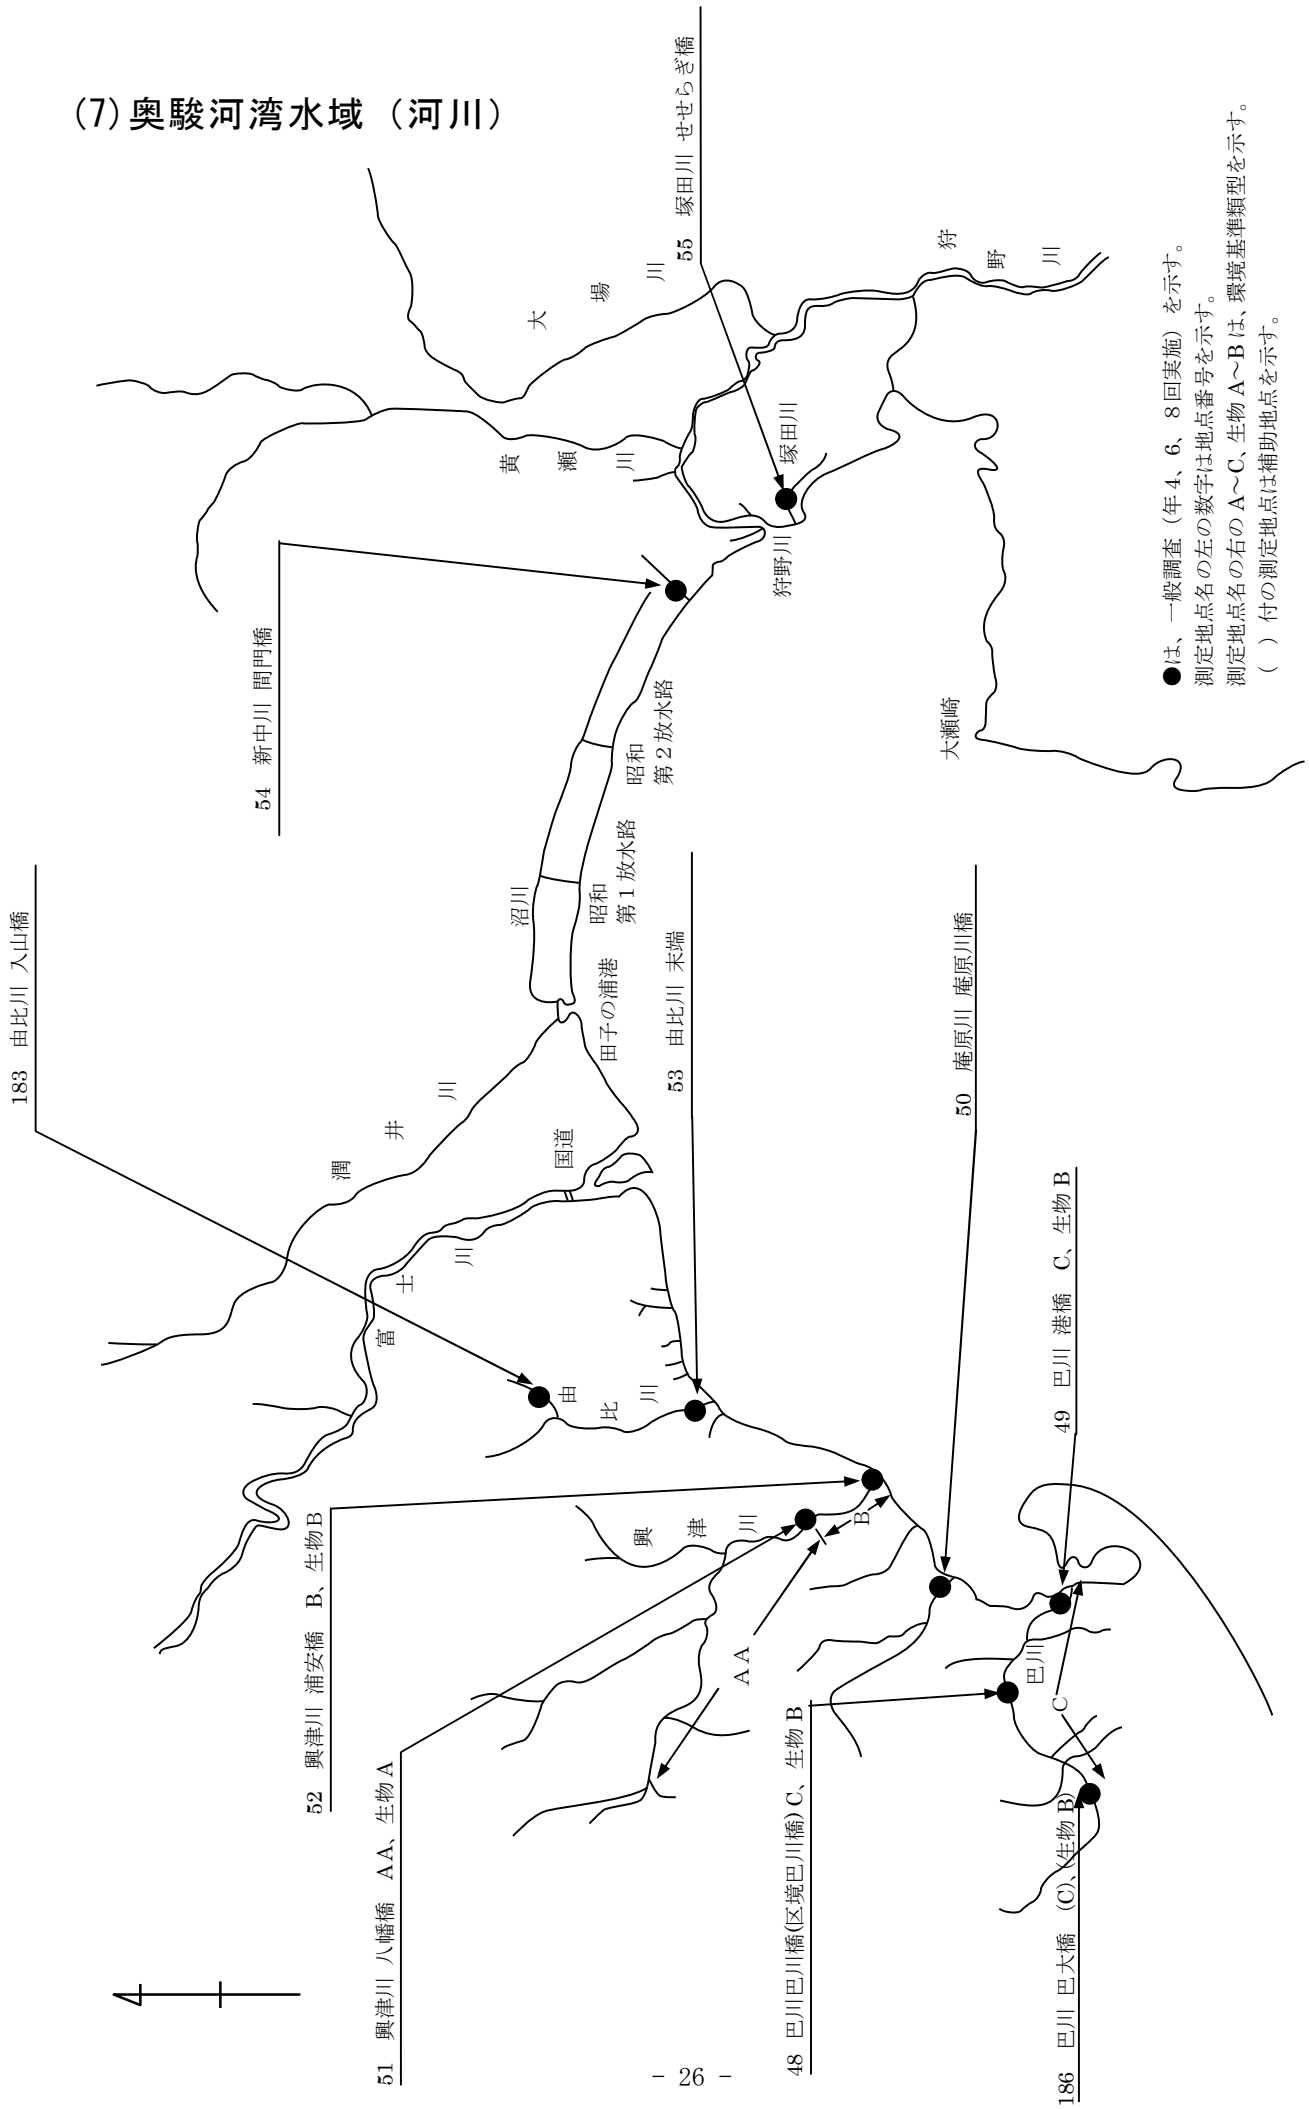 (7)奥駿河湾水域（河川）
55 塚田川 せせらぎ橋
54 新中川 間門橋
183 由比川 入山橋
53 由比川 末端
50 庵原川 庵原川橋
49 巴川 港橋 C、生物B
52 興津川 浦安橋 B、生物B
51 興津川 八幡橋 AA、生物A
48 巴川巴川橋(区境巴川橋)C、生物B
186 巴川 巴大橋 (C)、(生物B)
大場川
狩野川
黄瀬川
塚田川
狩野川
昭和
第2放水路
昭和
第1放水路
沼川
田子の浦港
大瀬崎
潤井川
国道
富士川
由比川
興津川
B
AA
巴川
C
●は、一般調査（年4、6、8回実施）を示す。
測定地点名の左の数字は地点番号を示す。
測定地点名の右のA～C、生物A～Bは、環境基準類型を示す。
（ ）付の測定地点は補助地点を示す。
- 26 -